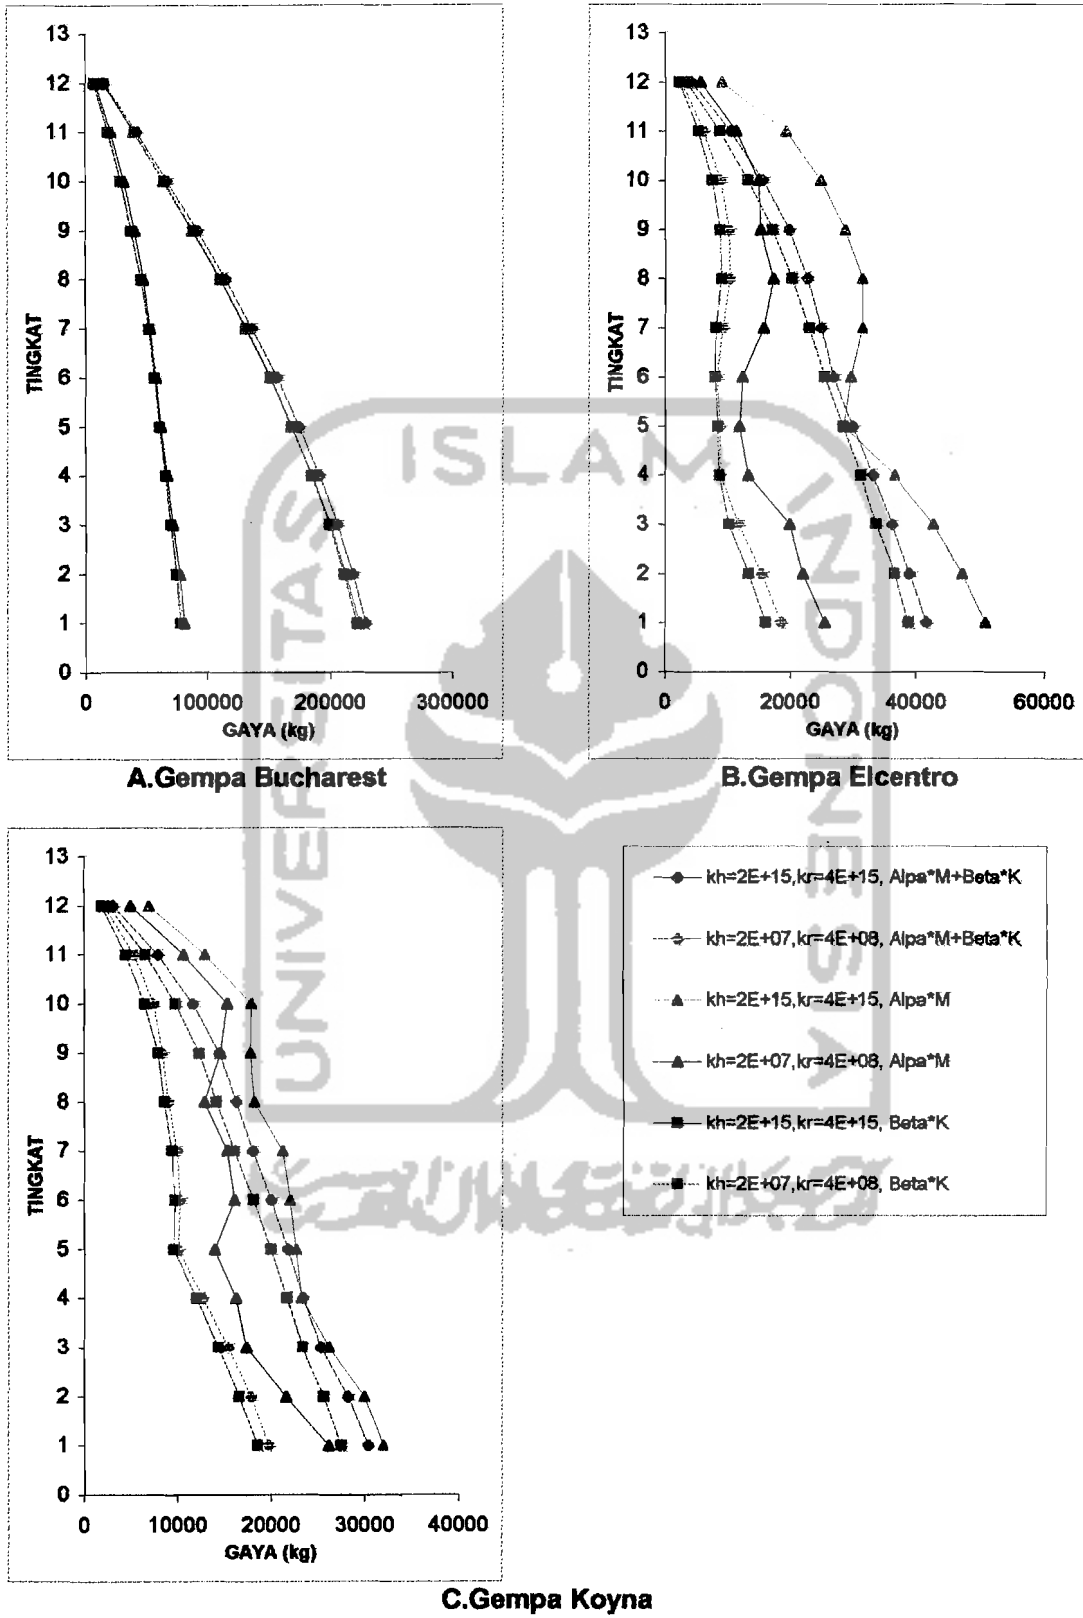 13
12
11
10
9
8
7
6
5
4
3
2
1
0
TINGKAT
0 100000 200000 300000
GAYA (kg)
A.Gempa Bucharest
13
12
11
10
9
8
7
6
5
4
3
2
1
0
TINGKAT
0 20000 40000 60000
GAYA (kg)
B.Gempa Elcentro
13
12
11
10
9
8
7
6
5
4
3
2
1
0
TINGKAT
0 10000 20000 30000 40000
GAYA (kg)
C.Gempa Koyna
kh=2E+15,kr=4E+15, Alpa*M+Beta*K
kh=2E+07,kr=4E+08, Alpa*M+Beta*K
kh=2E+15,kr=4E+15, Alpa*M
kh=2E+07,kr=4E+08, Alpa*M
kh=2E+15,kr=4E+15, Beta*K
kh=2E+07,kr=4E+08, Beta*K
UNIVERSITAS
ISLAM
INDONESIA